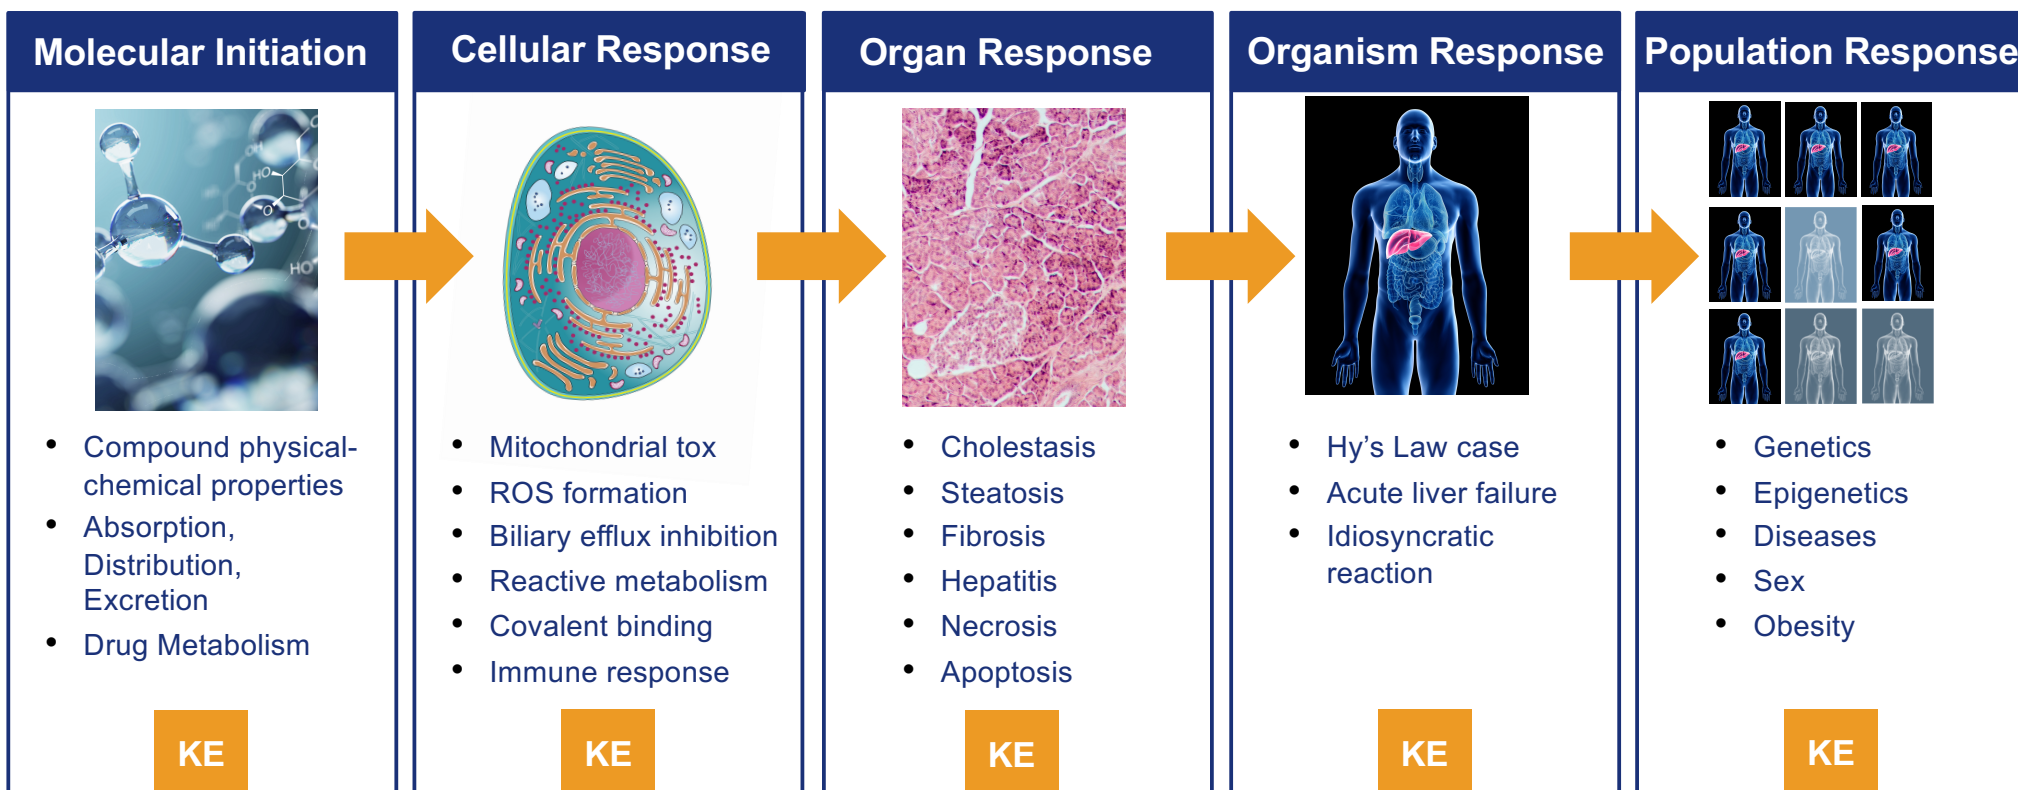 Molecular Initiation
Compound physical-
chemical properties
Absorption,
Distribution,
Excretion
Drug Metabolism
KE
Cellular Response
Mitochondrial tox
ROS formation
Biliary efflux inhibition
Reactive metabolism
Covalent binding
Immune response
KE
Organ Response
Cholestasis
Steatosis
Fibrosis
Hepatitis
Necrosis
Apoptosis
KE
Organism Response
Hy's Law case
Acute liver failure
Idiosyncratic
reaction
KE
Population Response
Genetics
Epigenetics
Diseases
Sex
Obesity
KE